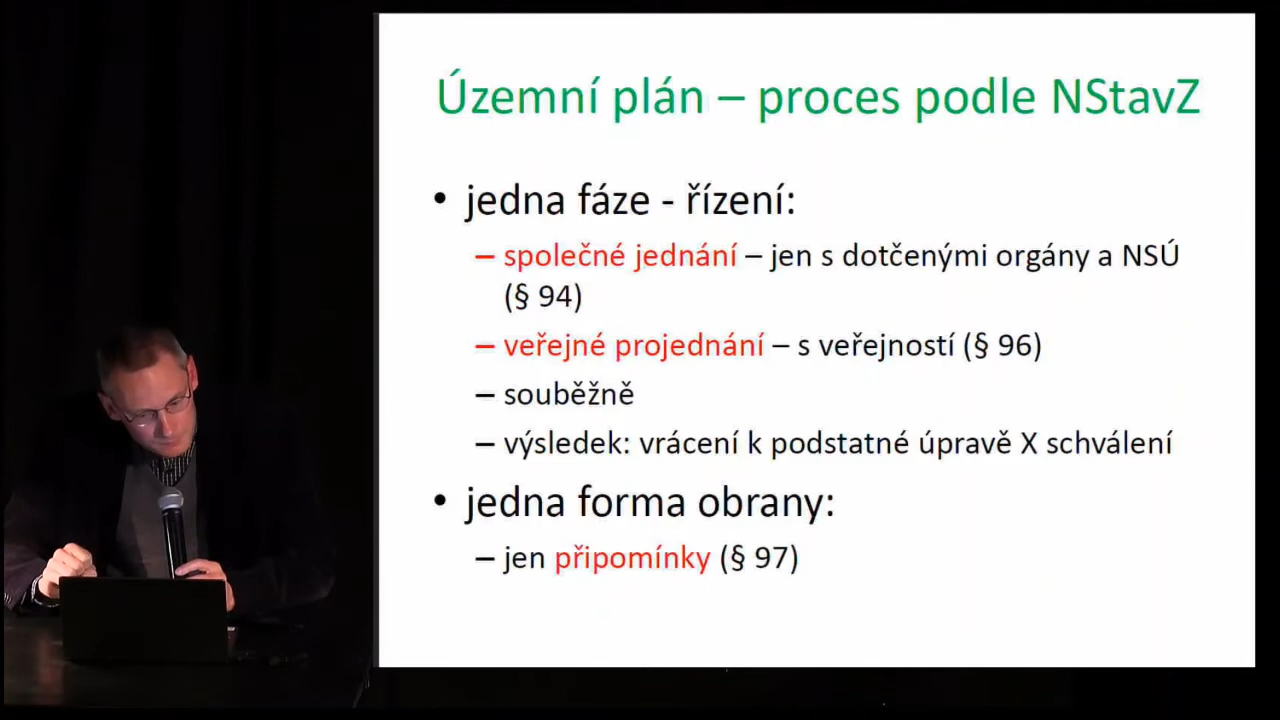 Územní plán – proces podle NStavZ
• jedna fáze - řízení:
– společné jednání – jen s dotčenými orgány a NSÚ
(§ 94)
– veřejné projednání – s veřejností (§ 96)
– souběžně
– výsledek: vrácení k podstatné úpravě X schválení
• jedna forma obrany:
– jen připomínky (§ 97)